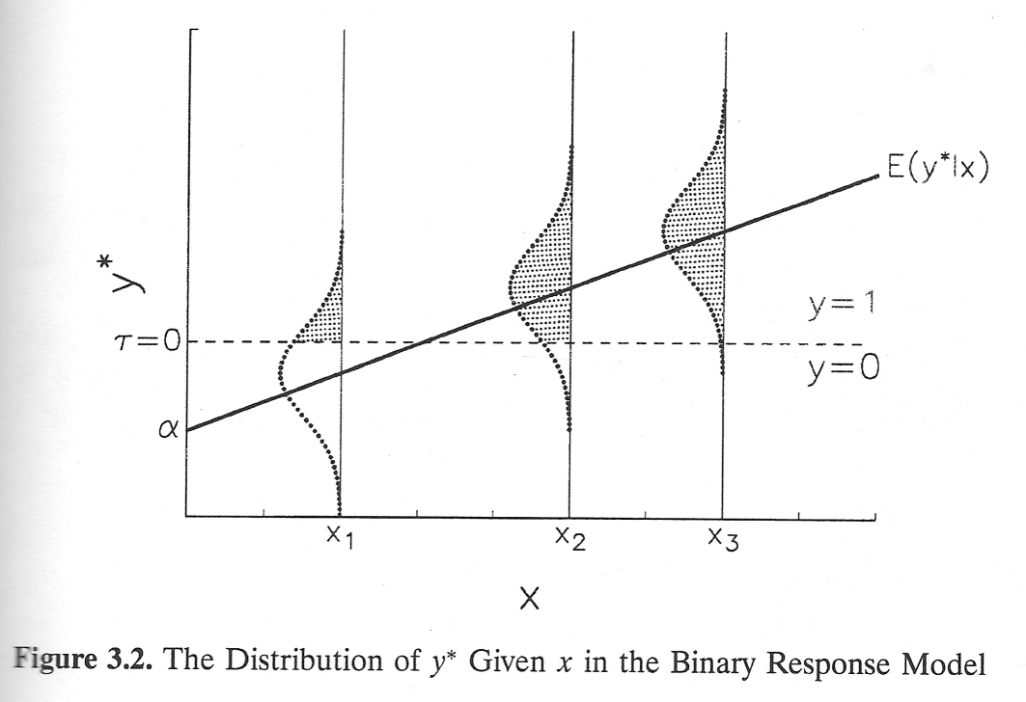 E(y*|x)
y*
y=1
τ=0
y=0
α
x1
x2
x3
x
Figure 3.2. The Distribution of y* Given x in the Binary Response Model